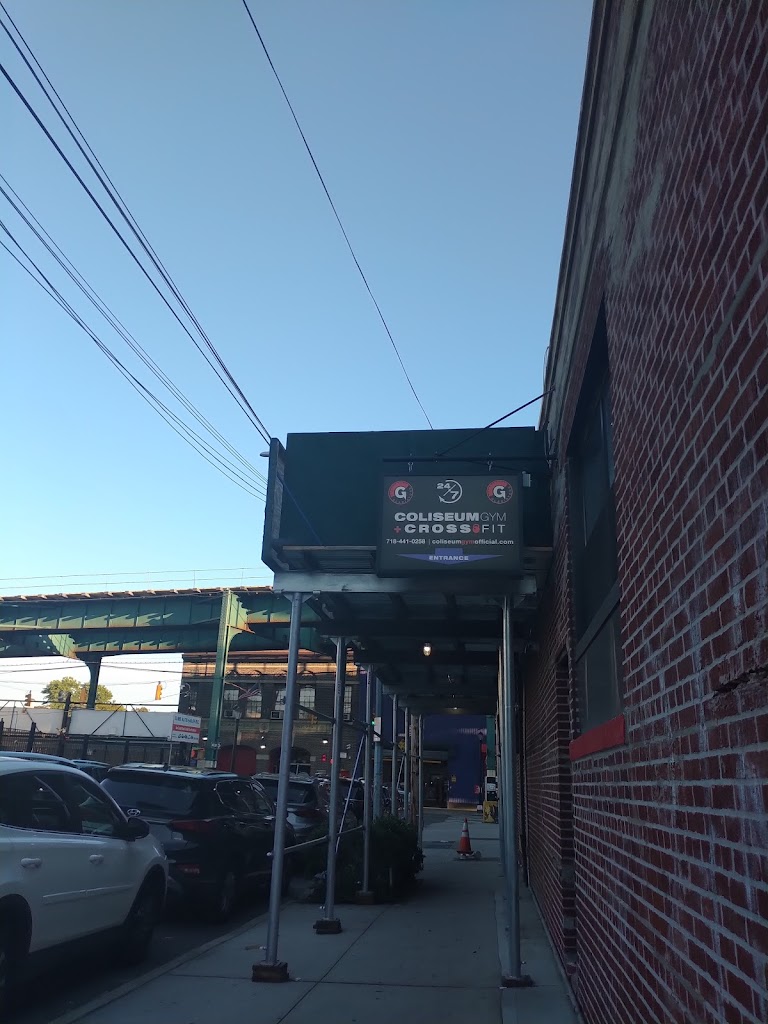 G 24/7 G
COLISEUMGYM
+CROSSFIT
718-441-0258 | coliseumgymofficial.com
ENTRANCE